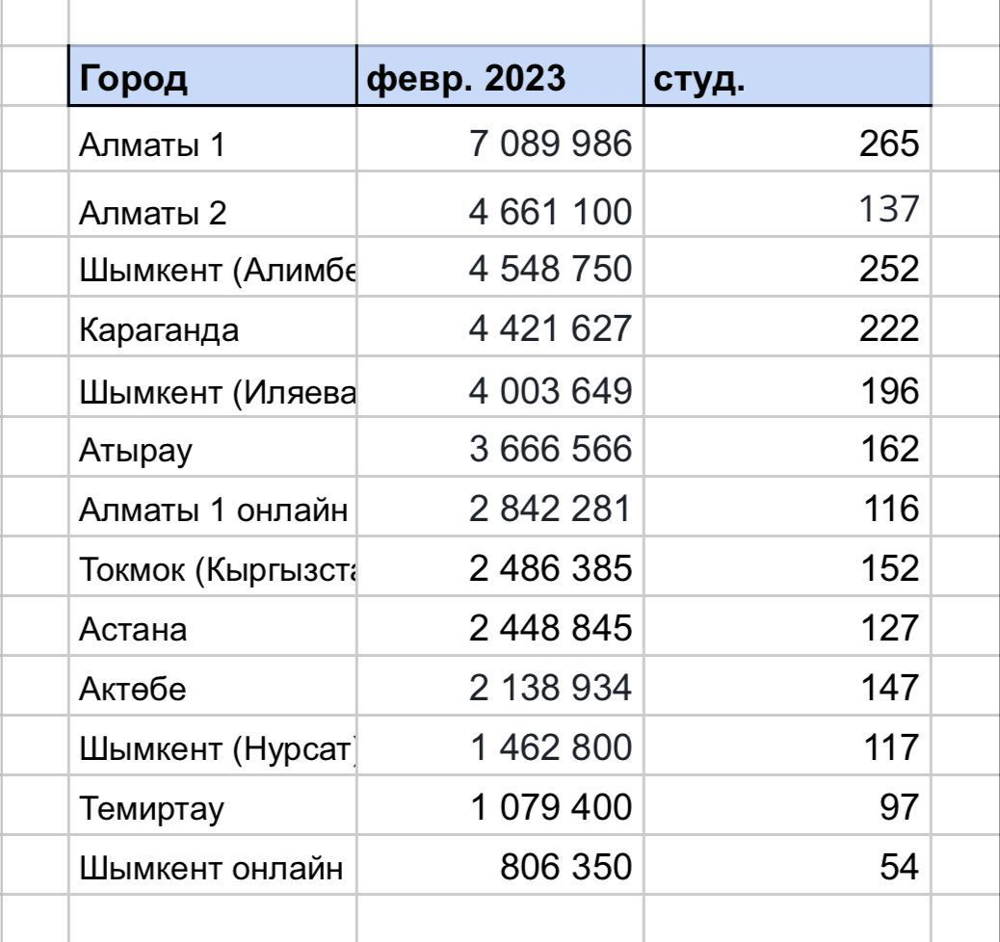 Город февр. 2023 студ.
Алматы 1 7 089 986 265
Алматы 2 4 661 100 137
Шымкент (Алимбе 4 548 750 252
Караганда 4 421 627 222
Шымкент (Иляева 4 003 649 196
Атырау 3 666 566 162
Алматы 1 онлайн 2 842 281 116
Токмок (Кыргызста 2 486 385 152
Астана 2 448 845 127
Актөбе 2 138 934 147
Шымкент (Нурсат) 1 462 800 117
Темиртау 1 079 400 97
Шымкент онлайн 806 350 54